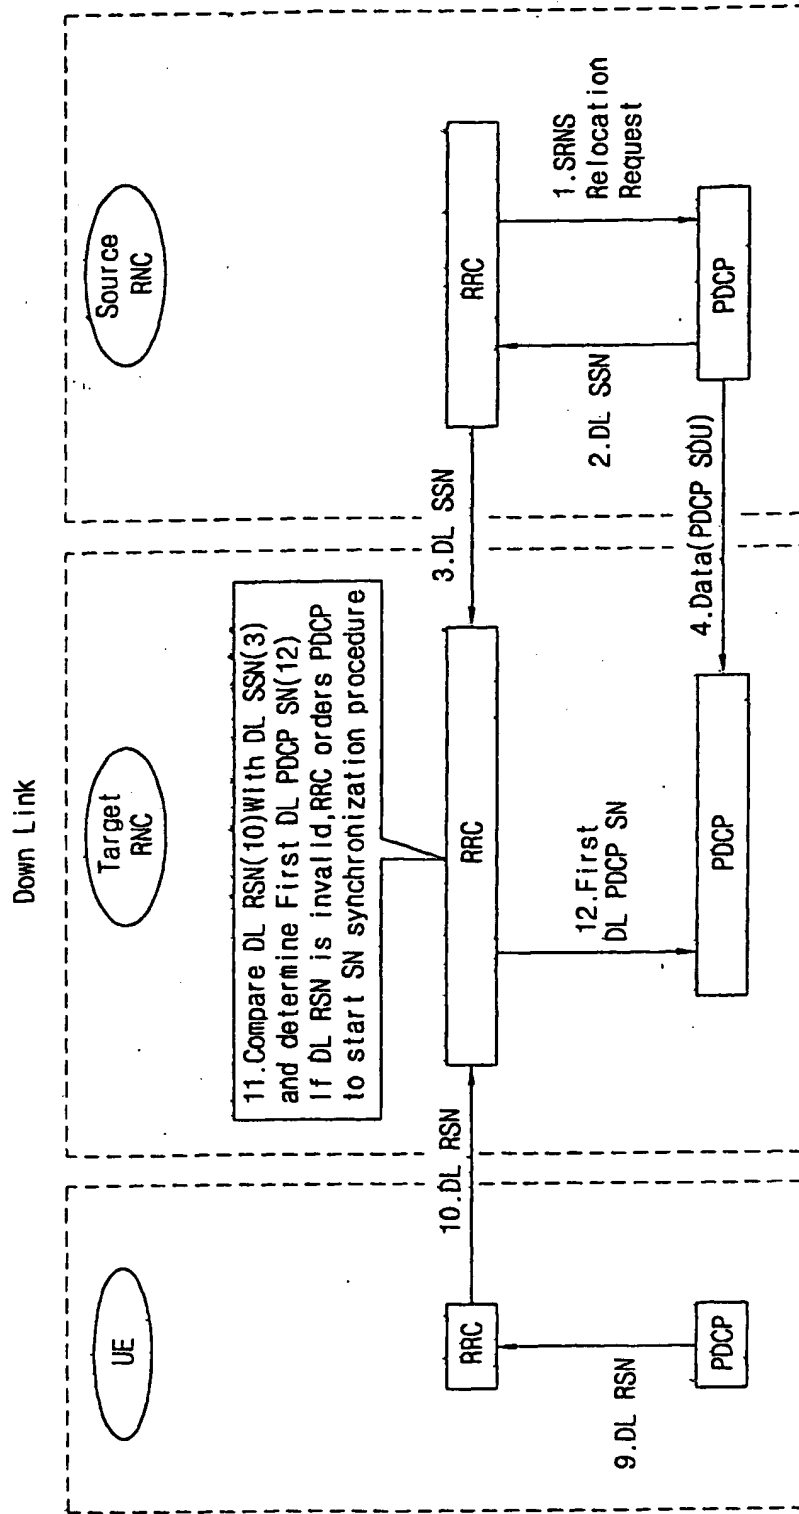 Down Link
UE
Target
RNC
Source
RNC
11.Compare DL RSN(10)With DL SSN(3)
and determine First DL PDCP SN(12)
If DL RSN is invalid,RRC orders PDCP
to start SN synchronization procedure
RRC
10.DL RSN
RRC
3.DL SSN
RRC
9.DL RSN
12.First
DL PDCP SN
2.DL SSN
1.SRNS
Relocation
Request
PDCP
PDCP
4.Data(PDCP SDU)
PDCP